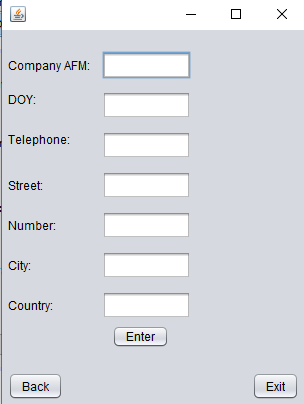 Company AFM:
DOY:
Telephone:
Street:
Number:
City:
Country:
Enter
Back Exit